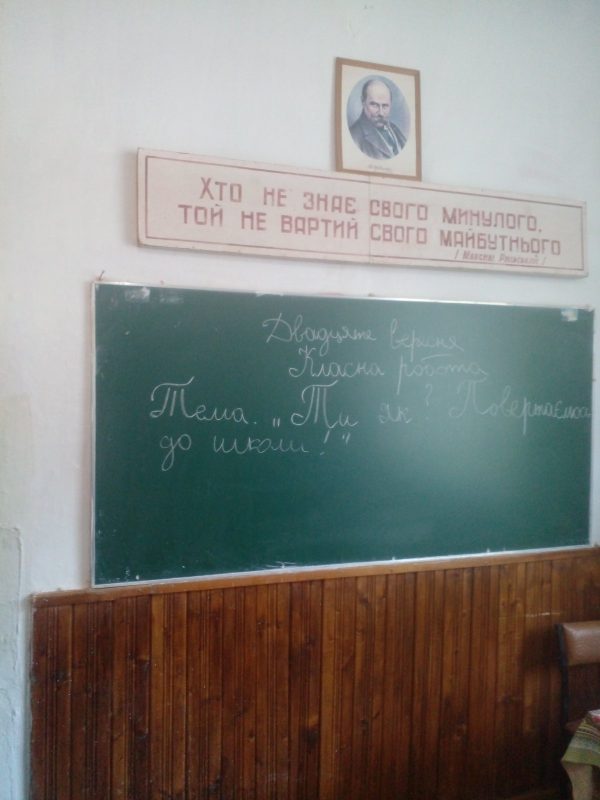 ХТО НЕ ЗНАЄ СВОГО МИНУЛОГО,
ТОЙ НЕ ВАРТИЙ СВОГО МАЙБУТНЬОГО
/ Максим Рильський /
Двадцяте вересня
Класна робота
Тема. „Ти як? Повертаємося
до школи!"